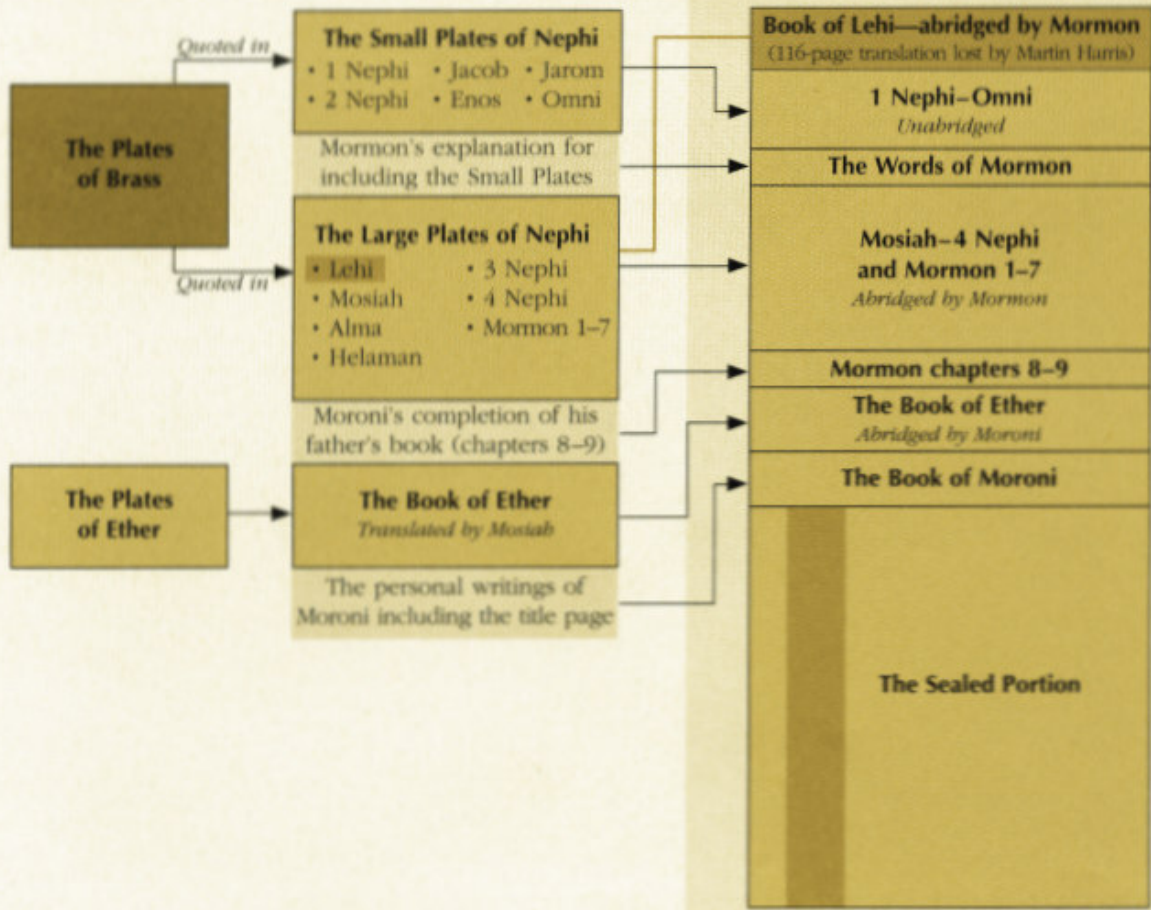 Quoted in
The Plates
of Brass
Quoted in
The Plates
of Ether
The Small Plates of Nephi
• 1 Nephi • Jacob • Jarom
• 2 Nephi • Enos • Omni
Mormon's explanation for
including the Small Plates
The Large Plates of Nephi
• Lehi • 3 Nephi
• Mosiah • 4 Nephi
• Alma • Mormon 1–7
• Helaman
Moroni's completion of his
father's book (chapters 8–9)
The Book of Ether
Translated by Mosiah
The personal writings of
Moroni including the title page
Book of Lehi—abridged by Mormon
(116-page translation lost by Martin Harris)
1 Nephi–Omni
Unabridged
The Words of Mormon
Mosiah–4 Nephi
and Mormon 1–7
Abridged by Mormon
Mormon chapters 8–9
The Book of Ether
Abridged by Moroni
The Book of Moroni
The Sealed Portion